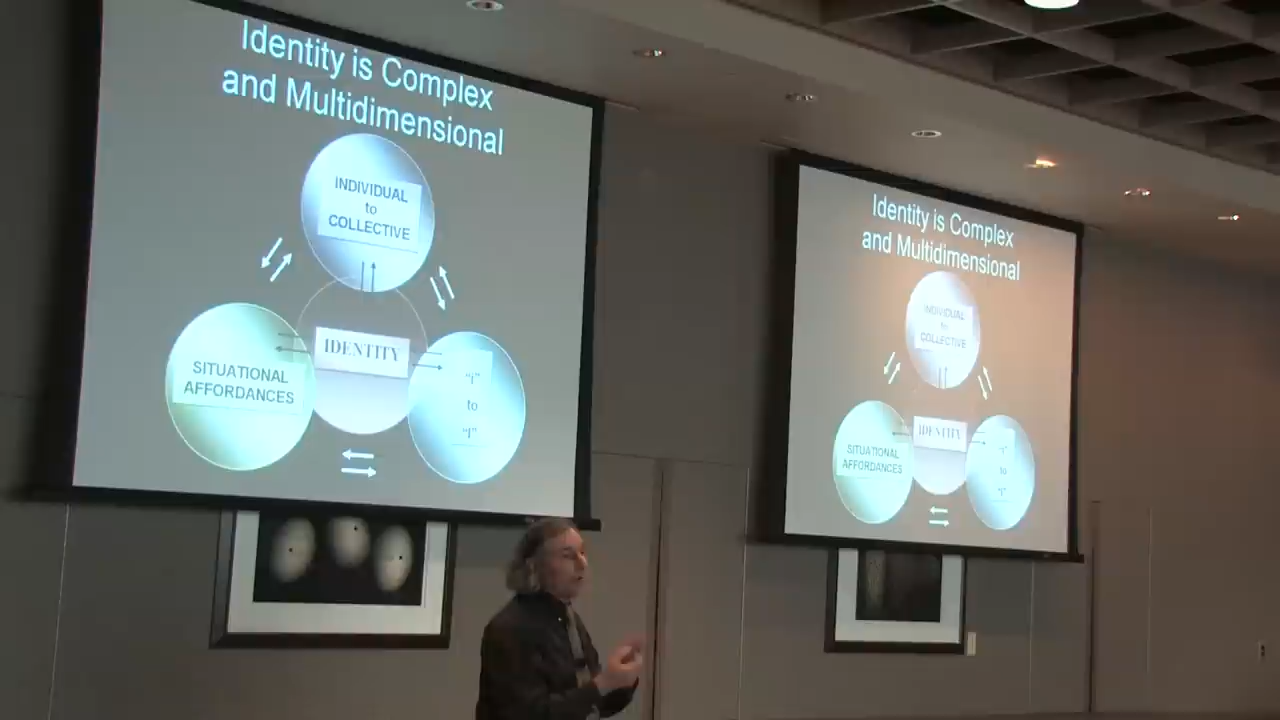 Identity is Complex
and Multidimensional
INDIVIDUAL
to
COLLECTIVE
IDENTITY
SITUATIONAL
AFFORDANCES
“i”
to
“I”
Identity is Complex
and Multidimensional
INDIVIDUAL
to
COLLECTIVE
IDENTITY
SITUATIONAL
AFFORDANCES
“i”
to
“I”